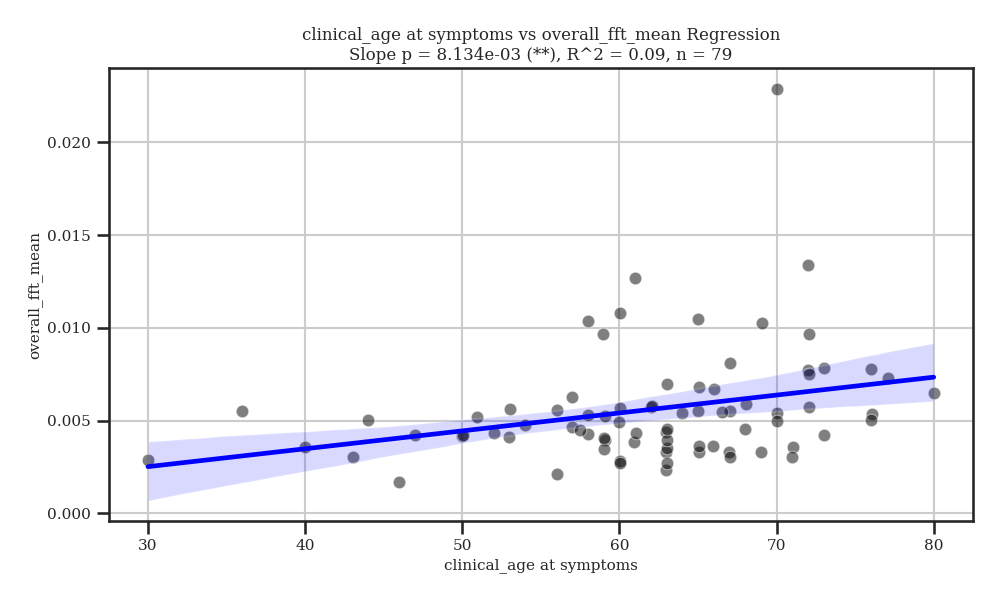 clinical_age at symptoms vs overall_fft_mean Regression
Slope p = 8.134e-03 (**), R^2 = 0.09, n = 79
overall_fft_mean
0.020
0.015
0.010
0.005
0.000
30 40 50 60 70 80
clinical_age at symptoms